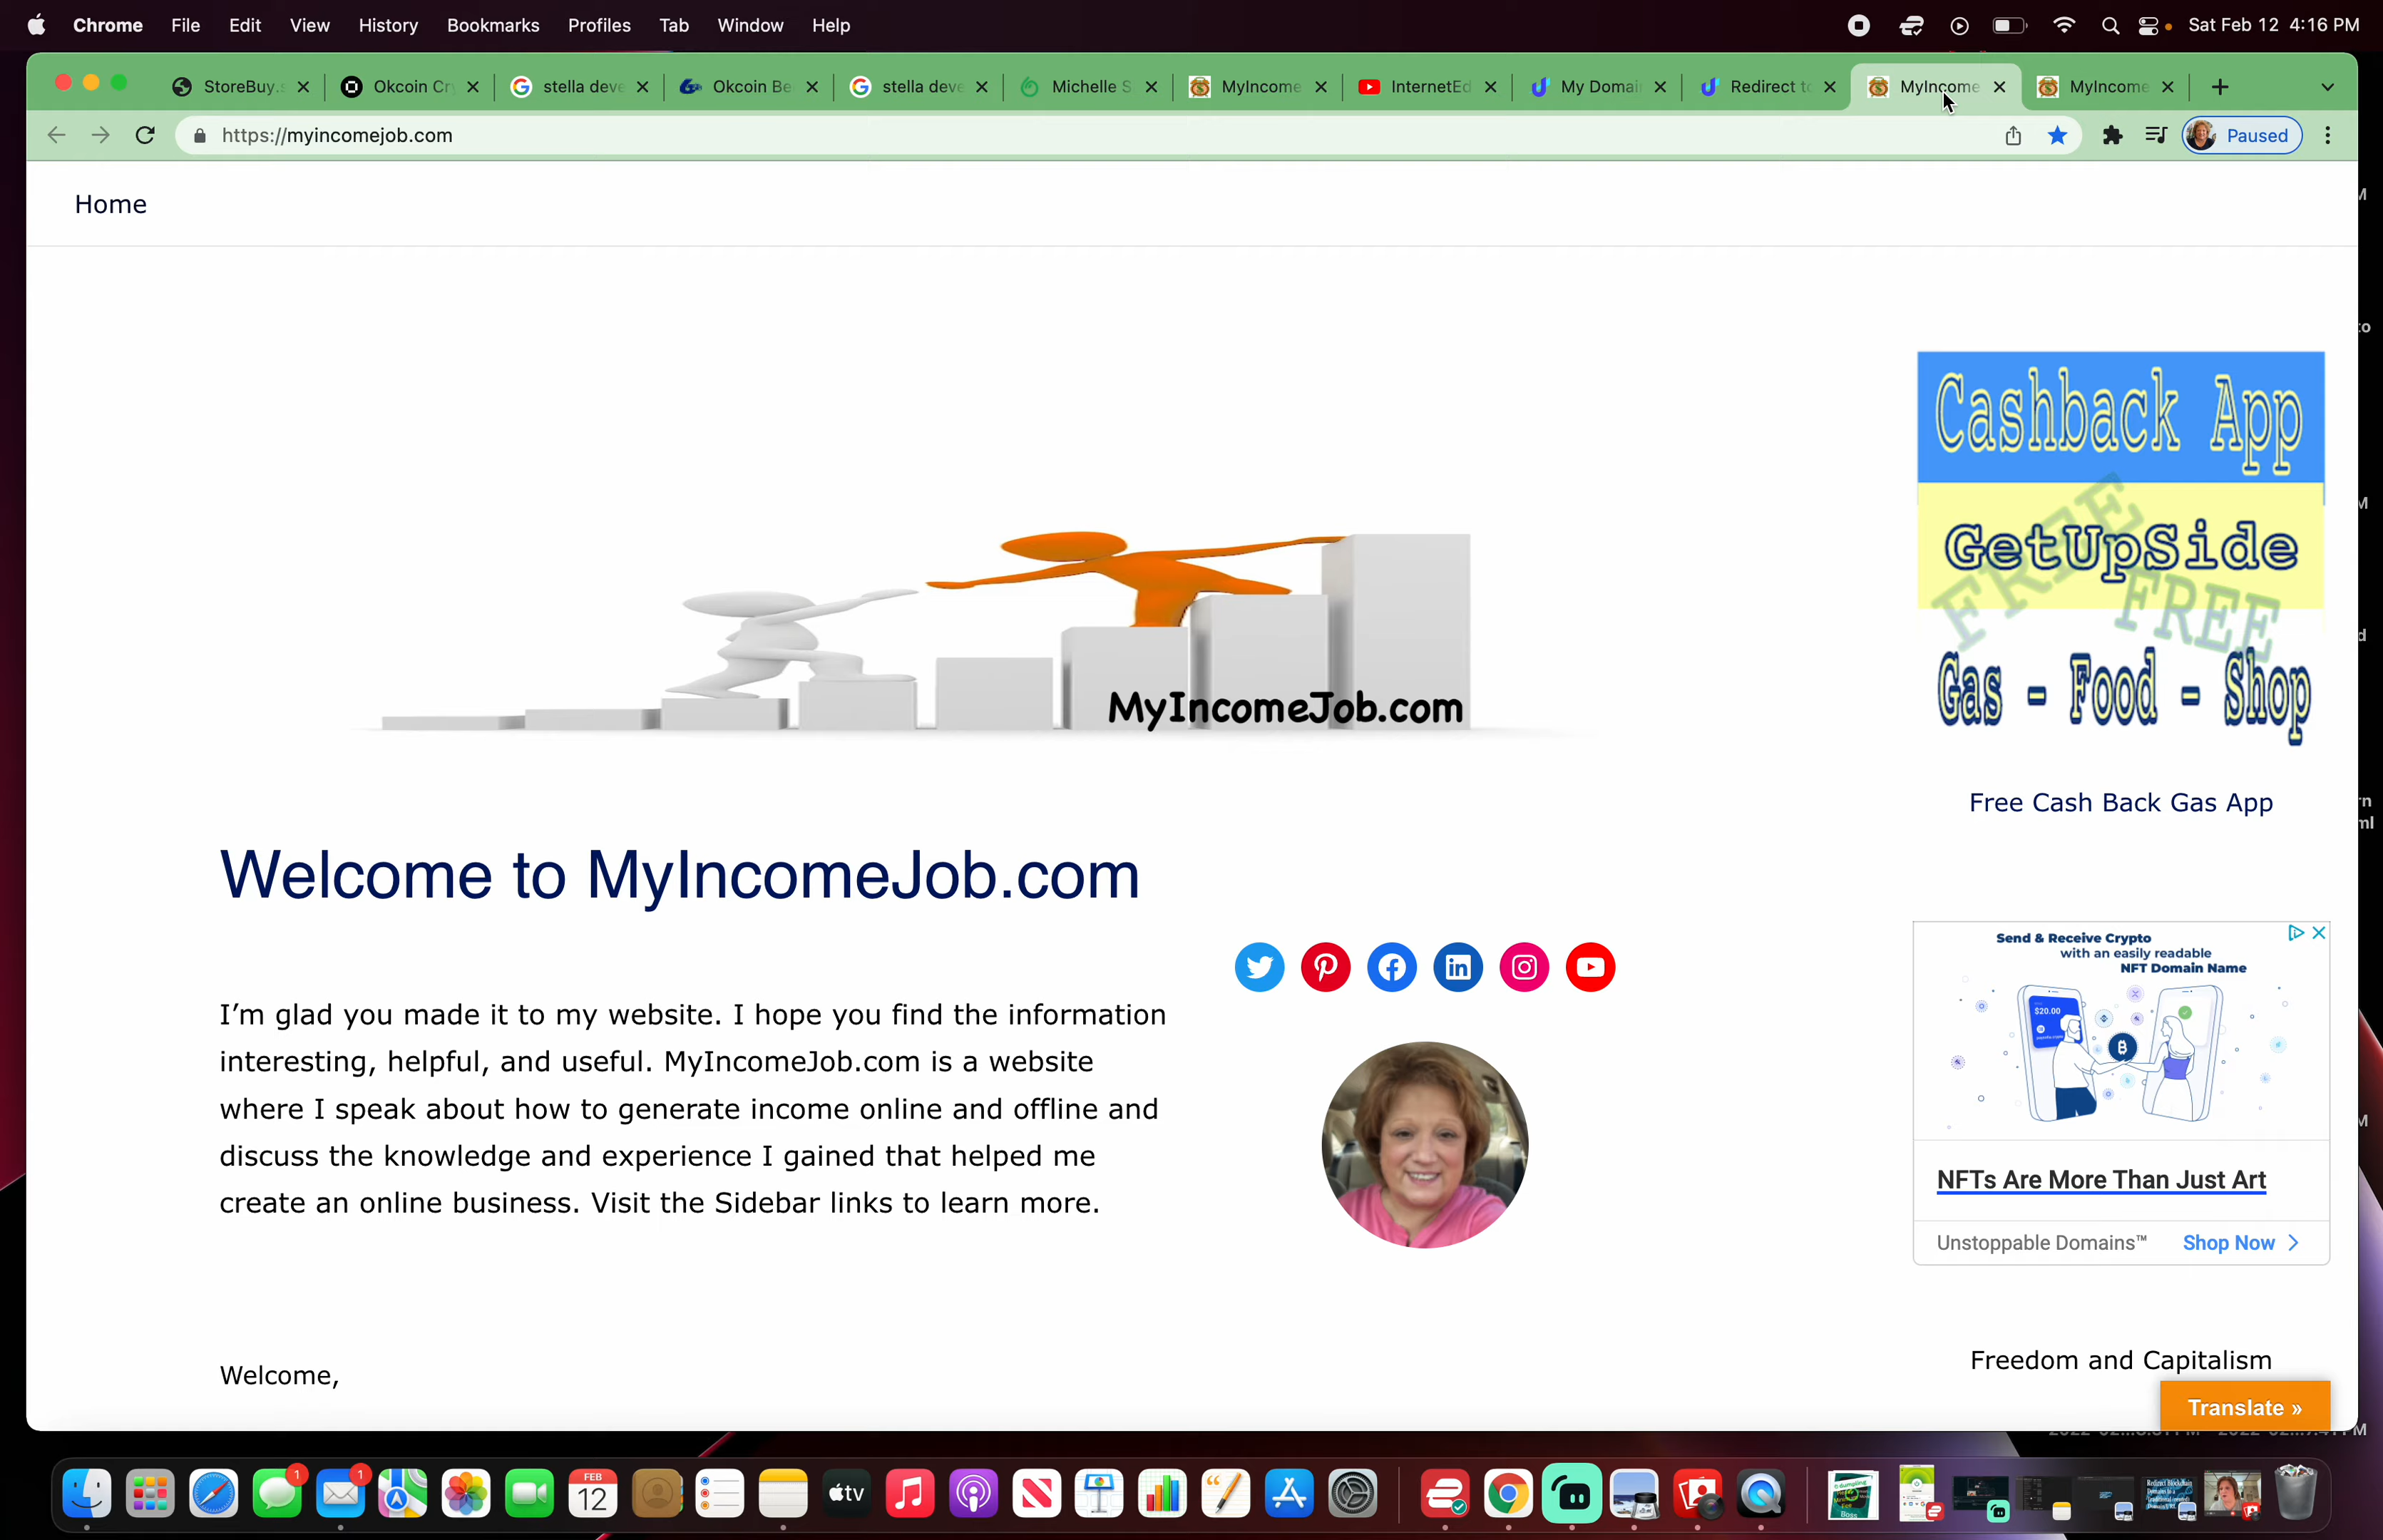 Chrome File Edit View History Bookmarks Profiles Tab Window Help Sat Feb 12 4:16 PM
StoreBuy.s Okcoin Cry stella deve Okcoin Be stella deve Michelle S MyIncome InternetEd My Domai Redirect to MyIncome MyIncome
https://myincomejob.com Paused
Home
Cashback App
GetUpSide
FREE
FREE
Gas - Food - Shop
MyIncomeJob.com
Free Cash Back Gas App
Welcome to MyIncomeJob.com
Send & Receive Crypto
with an easily readable
NFT Domain Name
$20.00
I'm glad you made it to my website. I hope you find the information
interesting, helpful, and useful. MyIncomeJob.com is a website
where I speak about how to generate income online and offline and
discuss the knowledge and experience I gained that helped me
create an online business. Visit the Sidebar links to learn more.
NFTs Are More Than Just Art
Unstoppable Domains™ Shop Now
Welcome,
Freedom and Capitalism
Translate »
1
1
FEB
12
tv